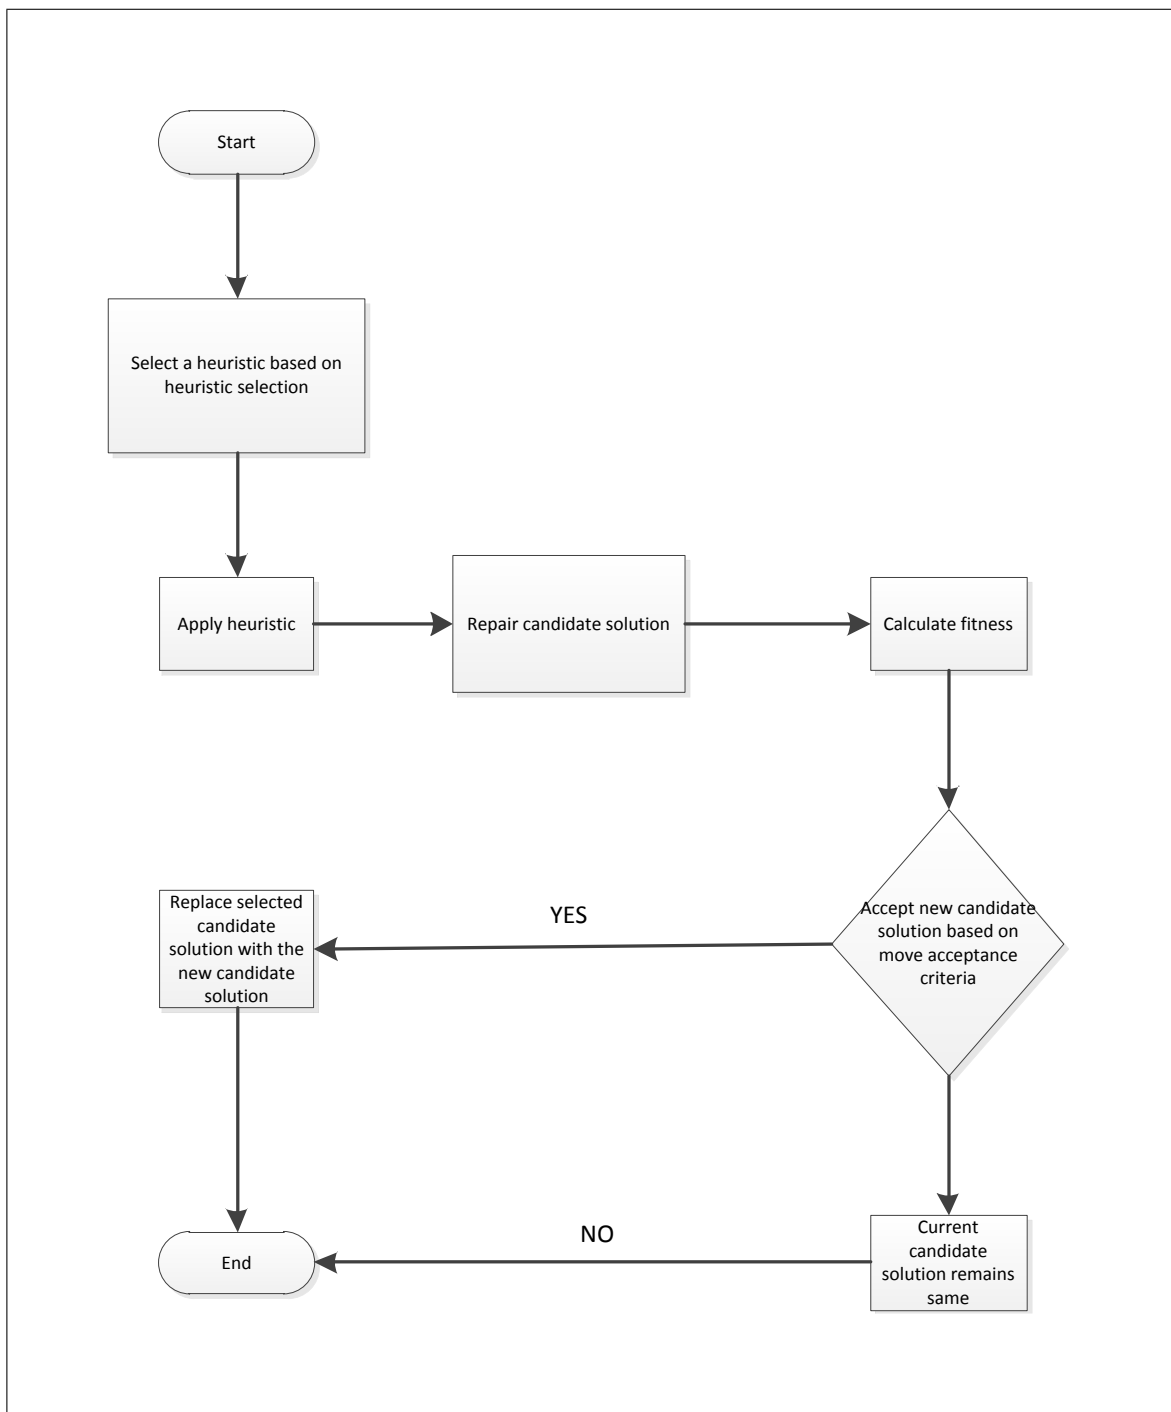 Start
Select a heuristic based on
heuristic selection
Apply heuristic
Repair candidate solution
Calculate fitness
Accept new candidate
solution based on
move acceptance
criteria
YES
Replace selected
candidate
solution with the
new candidate
solution
Current
candidate
solution remains
same
NO
End